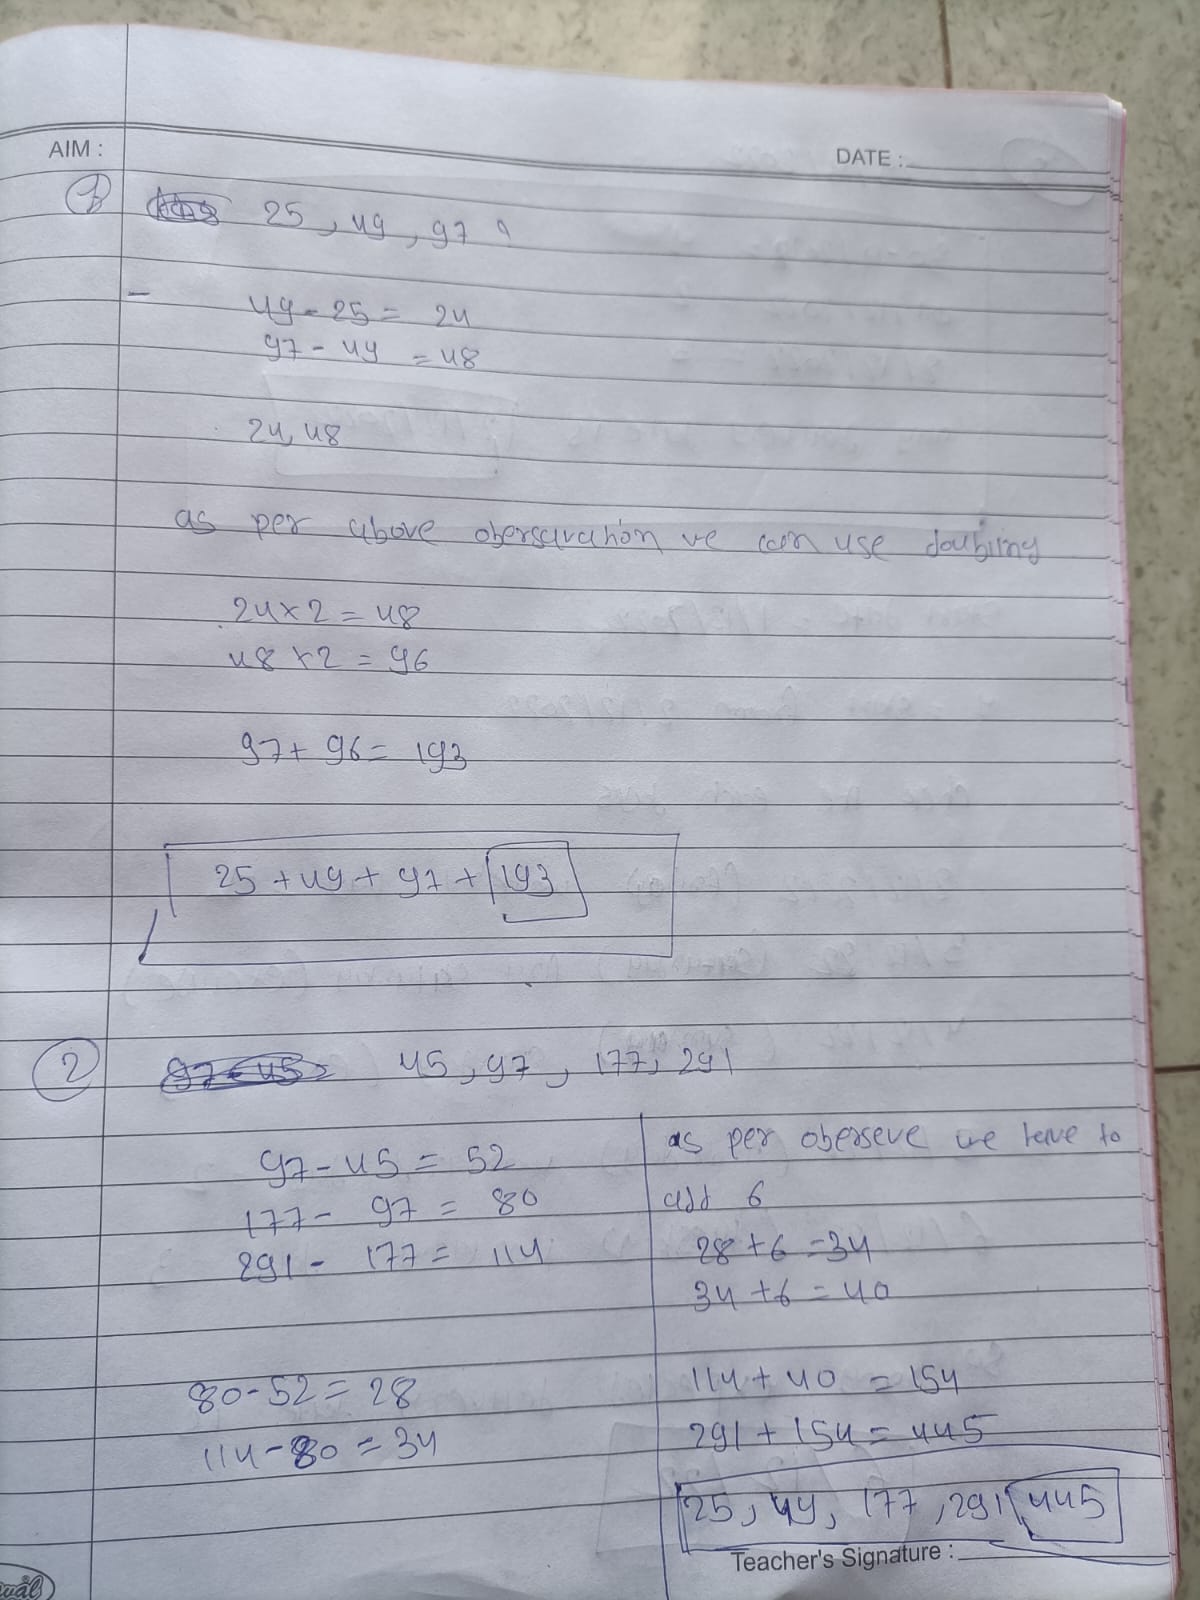 AIM :
DATE :
1
25, 49, 97 ?
49 - 25 = 24
97 - 49 = 48
24, 48
as per above obersavation we can use doubling
24 x 2 = 48
48 x 2 = 96
97 + 96 = 193
25 + 49 + 97 + 193
2
45, 97, 177, 291
97 - 45 = 52
177 - 97 = 80
291 - 177 = 114
80 - 52 = 28
114 - 80 = 34
as per oberseve we have to
add 6
28 + 6 = 34
34 + 6 = 40
114 + 40 = 154
291 + 154 = 445
25, 49, 177, 291 445
Teacher's Signature :